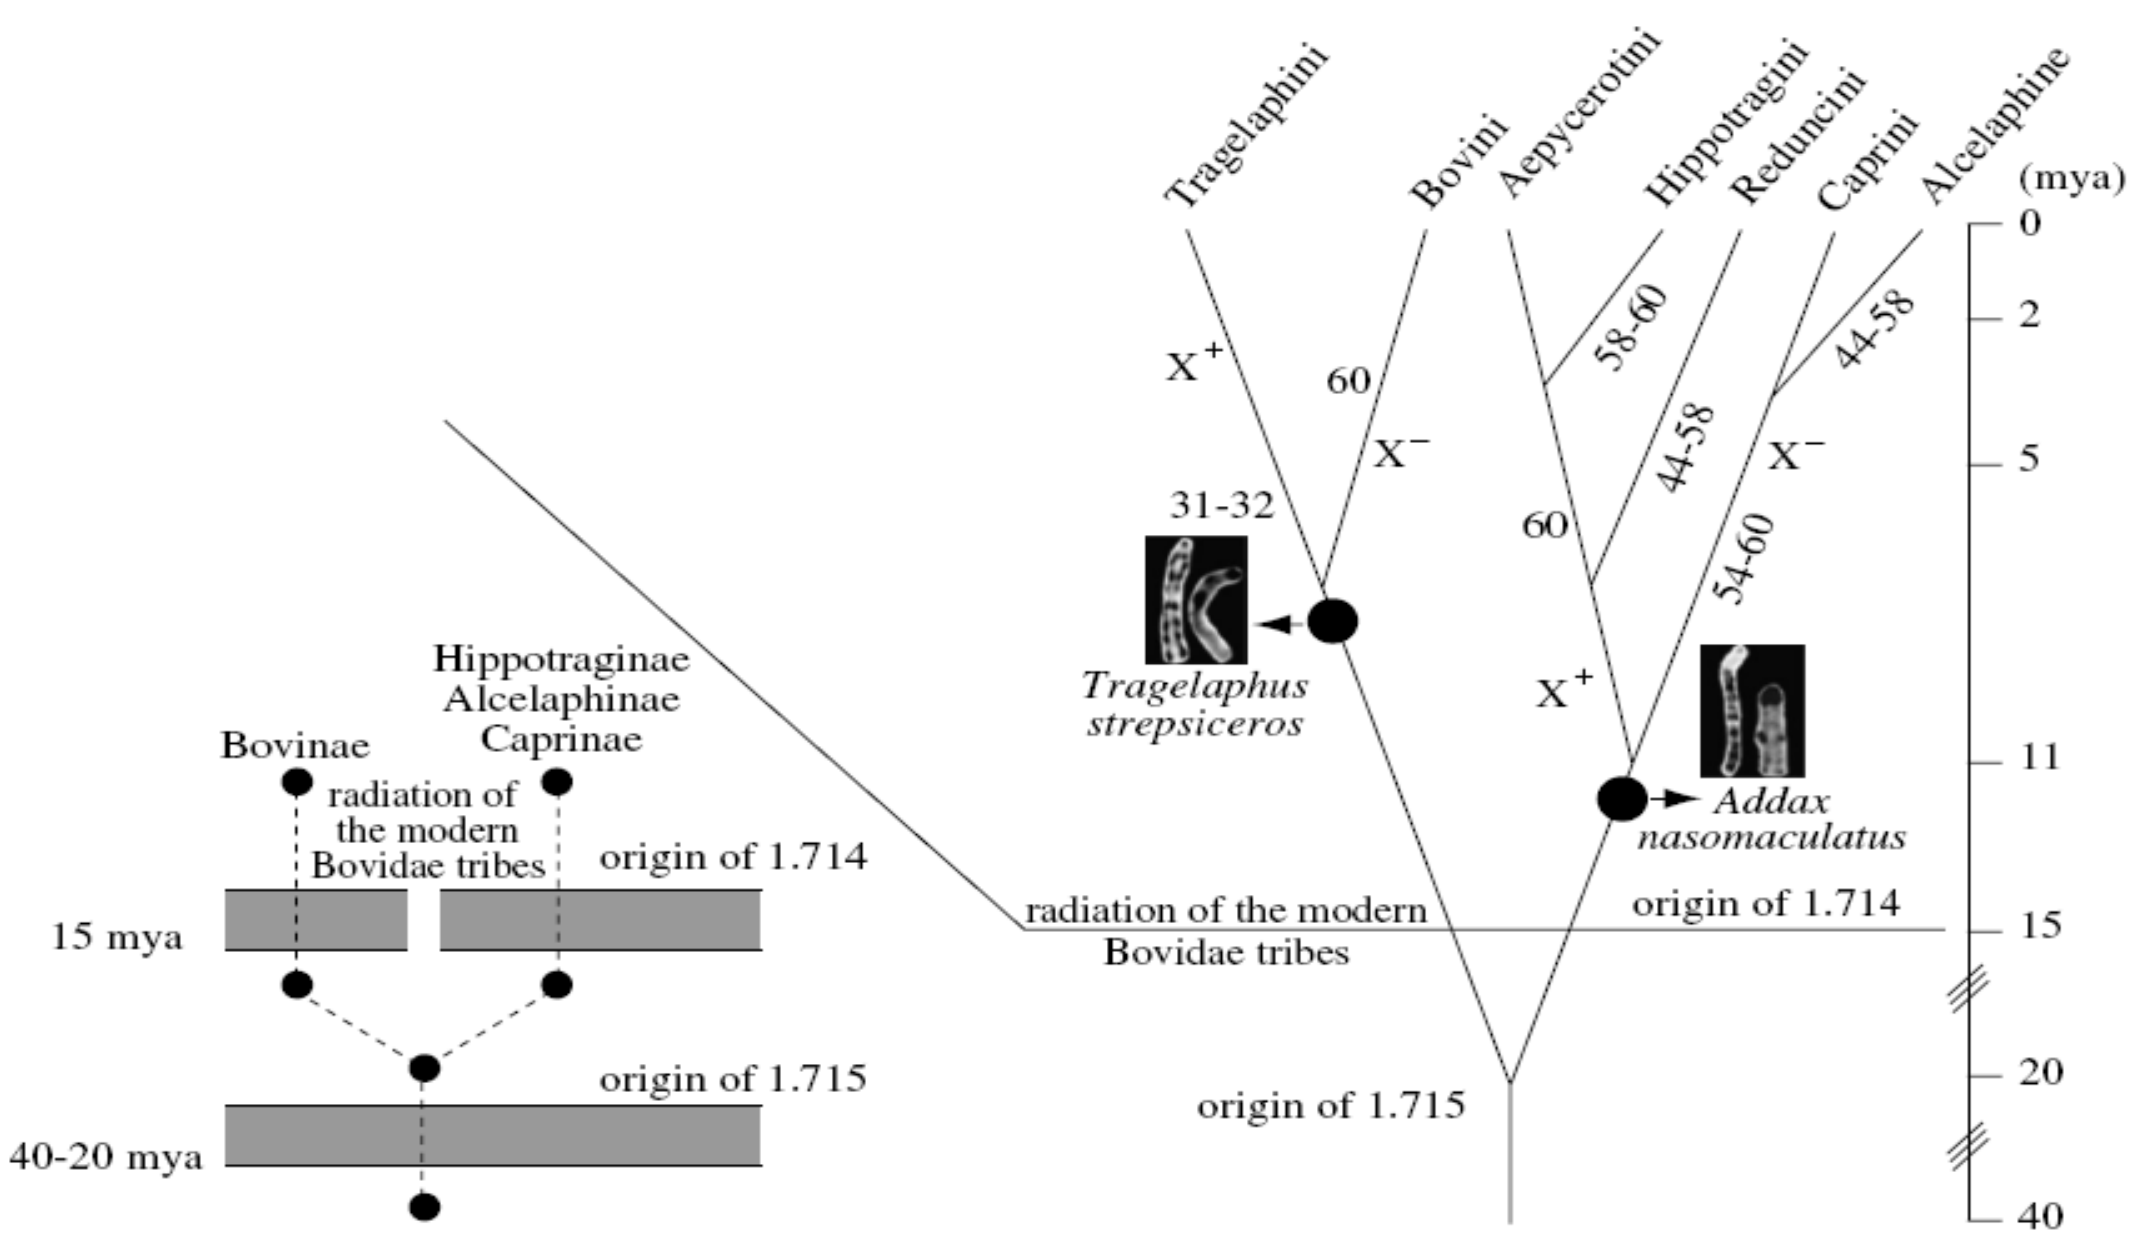 Tragelaphini
Bovini
Aepycerotini
Hippotragini
Reduncini
Caprini
Alcelaphine
(mya)
0
2
5
11
15
20
40
X+
60
X−
31-32
58-60
44-58
44-58
X−
60
54-60
X+
Tragelaphus
strepsiceros
Addax
nasomaculatus
origin of 1.714
radiation of the modern
Bovidae tribes
origin of 1.715
Hippotraginae
Alcelaphinae
Caprinae
Bovinae
radiation of
the modern
Bovidae tribes
origin of 1.714
15 mya
origin of 1.715
40-20 mya